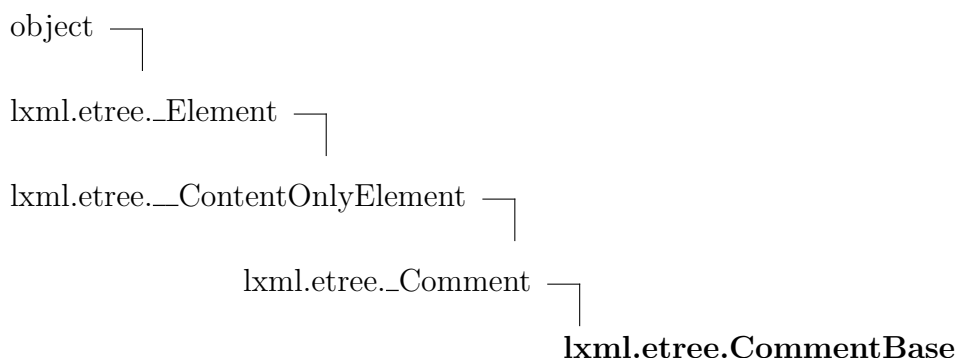 object
lxml.etree._Element
lxml.etree.__ContentOnlyElement
lxml.etree._Comment
lxml.etree.CommentBase